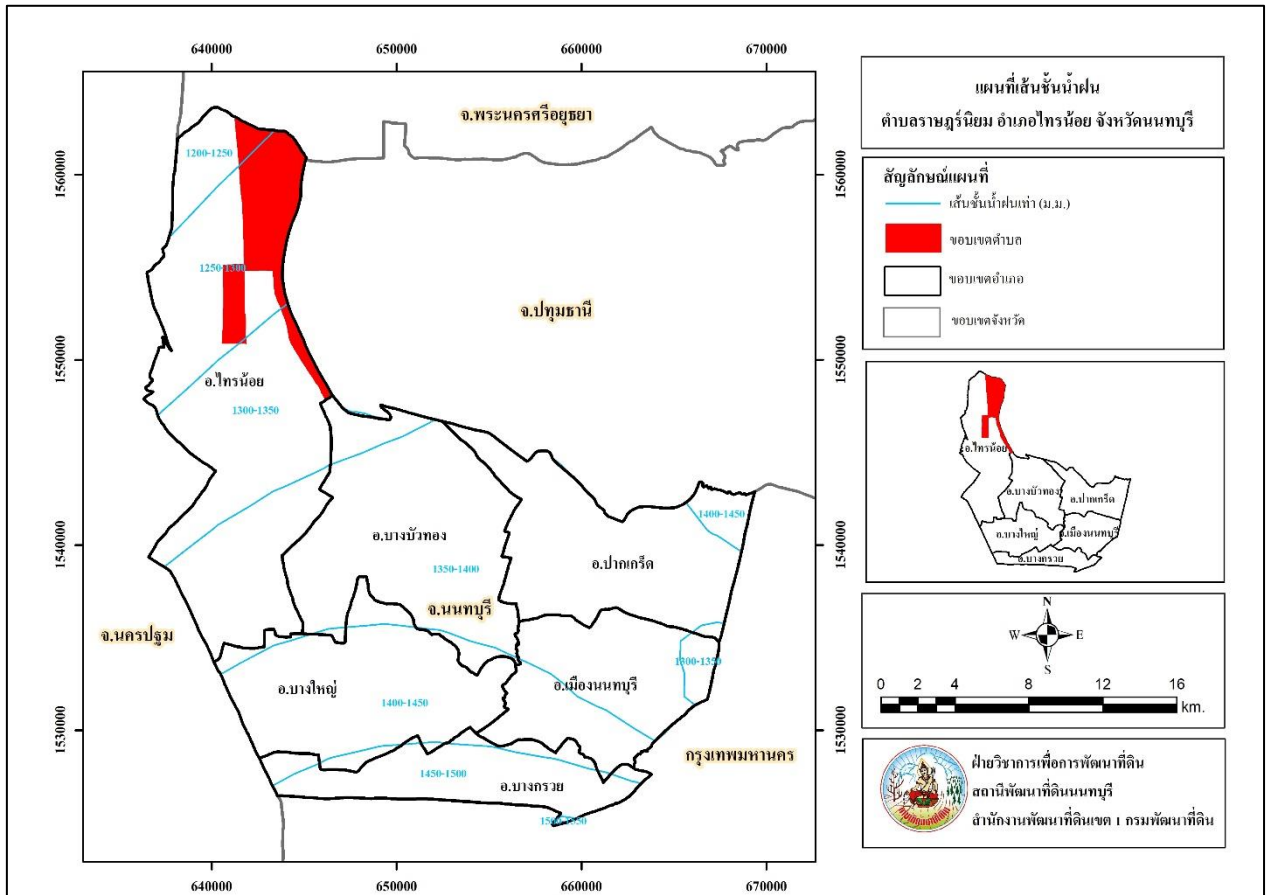 แผนที่เส้นชั้นน้ำฝน
ตำบลราษฎร์นิยม อำเภอไทรน้อย จังหวัดนนทบุรี
สัญลักษณ์แผนที่
เส้นชั้นน้ำฝนเท่า (ม.ม.)
ขอบเขตตำบล
ขอบเขตอำเภอ
ขอบเขตจังหวัด
640000 650000 660000 670000
1560000
1550000
1540000
1530000
จ.พระนครศรีอยุธยา
1200-1250
1250-1300
จ.ปทุมธานี
อ.ไทรน้อย
1300-1350
1400-1450
อ.บางบัวทอง
อ.ปากเกร็ด
1350-1400
จ.นนทบุรี
จ.นครปฐม
1300-1350
อ.บางใหญ่
อ.เมืองนนทบุรี
1400-1450
กรุงเทพมหานคร
1450-1500
อ.บางกรวย
1560000
1550000
1540000
1530000
640000 650000 660000 670000
อ.ไทรน้อย
อ.บางบัวทอง
อ.ปากเกร็ด
อ.บางใหญ่
อ.เมืองนนทบุรี
อ.บางกรวย
N
W E
S
0 2 4 8 12 16
km.
ฝ่ายวิชาการเพื่อการพัฒนาที่ดิน
สถานีพัฒนาที่ดินนนทบุรี
สำนักงานพัฒนาที่ดินเขต 1 กรมพัฒนาที่ดิน